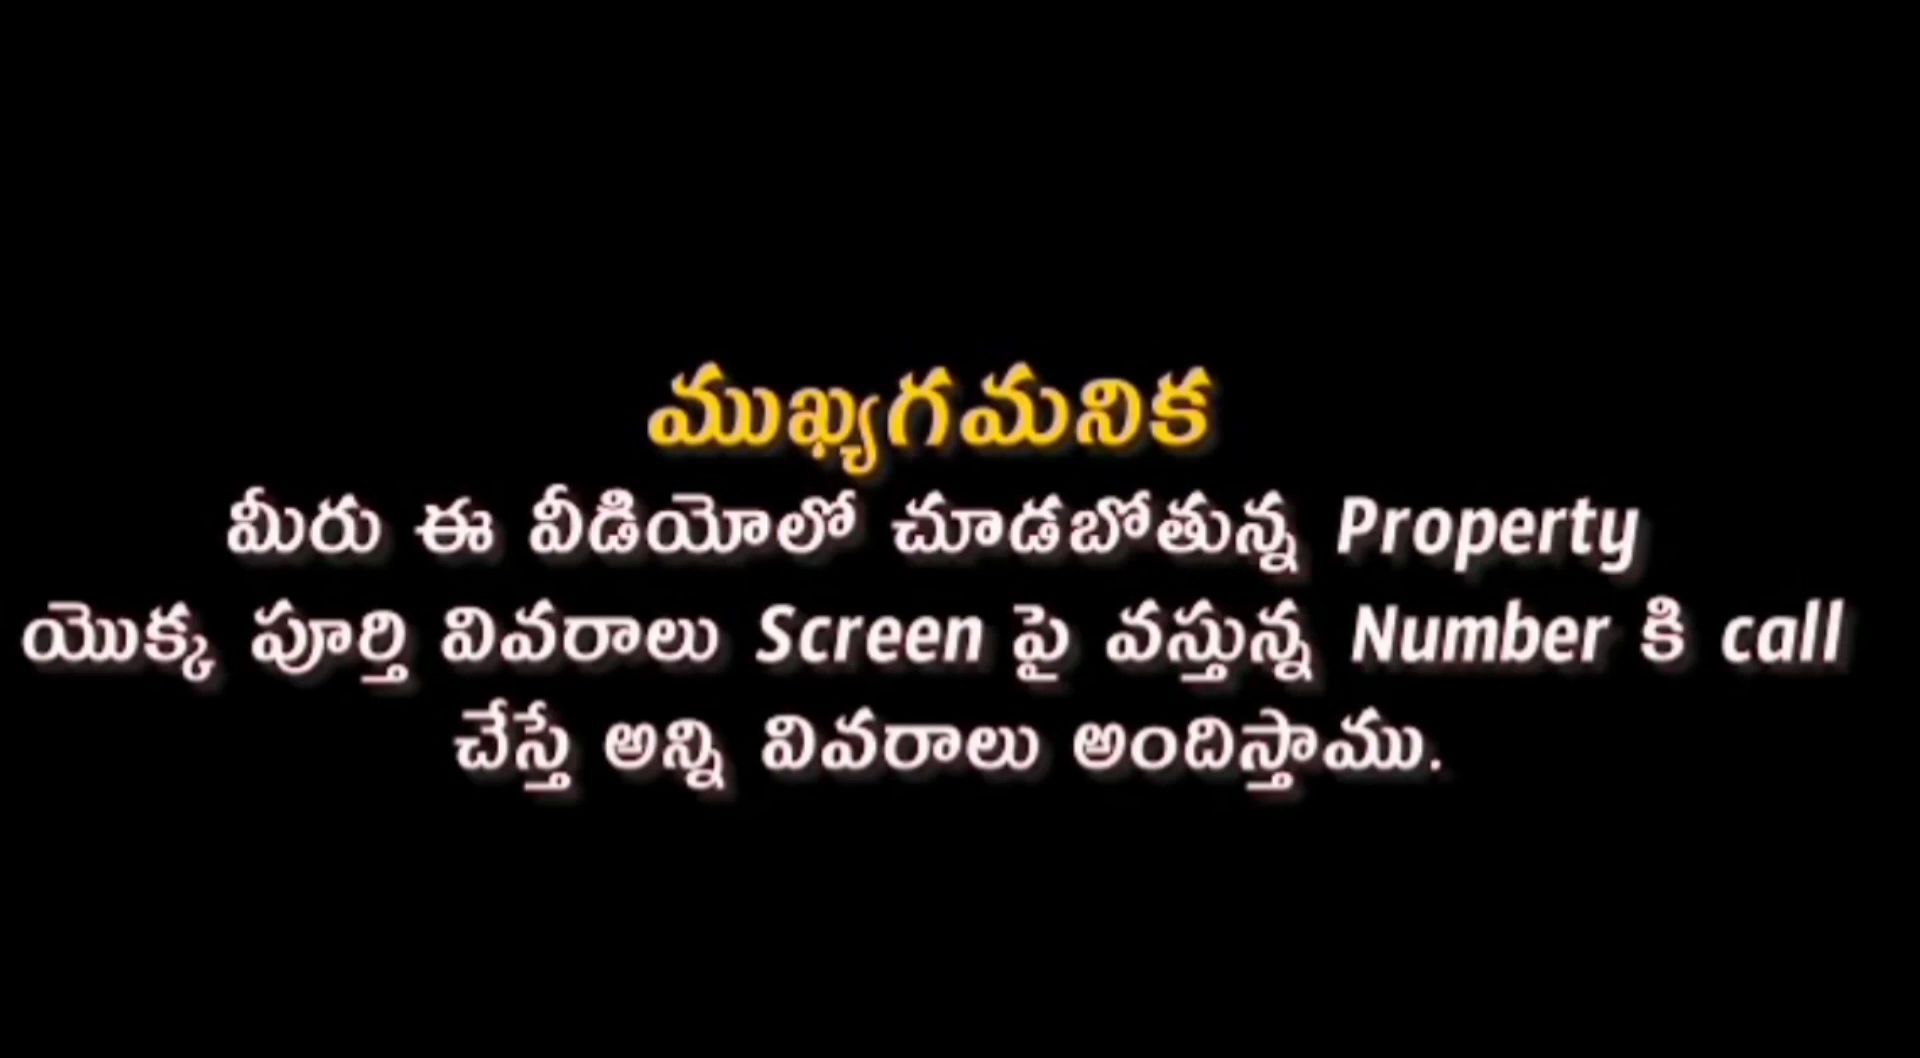 ముఖ్యగమనిక
మీరు ఈ వీడియోలో చూడబోతున్న Property
యొక్క పూర్తి వివరాలు Screen పై వస్తున్న Number కి call
చేస్తే అన్ని వివరాలు అందిస్తాము.